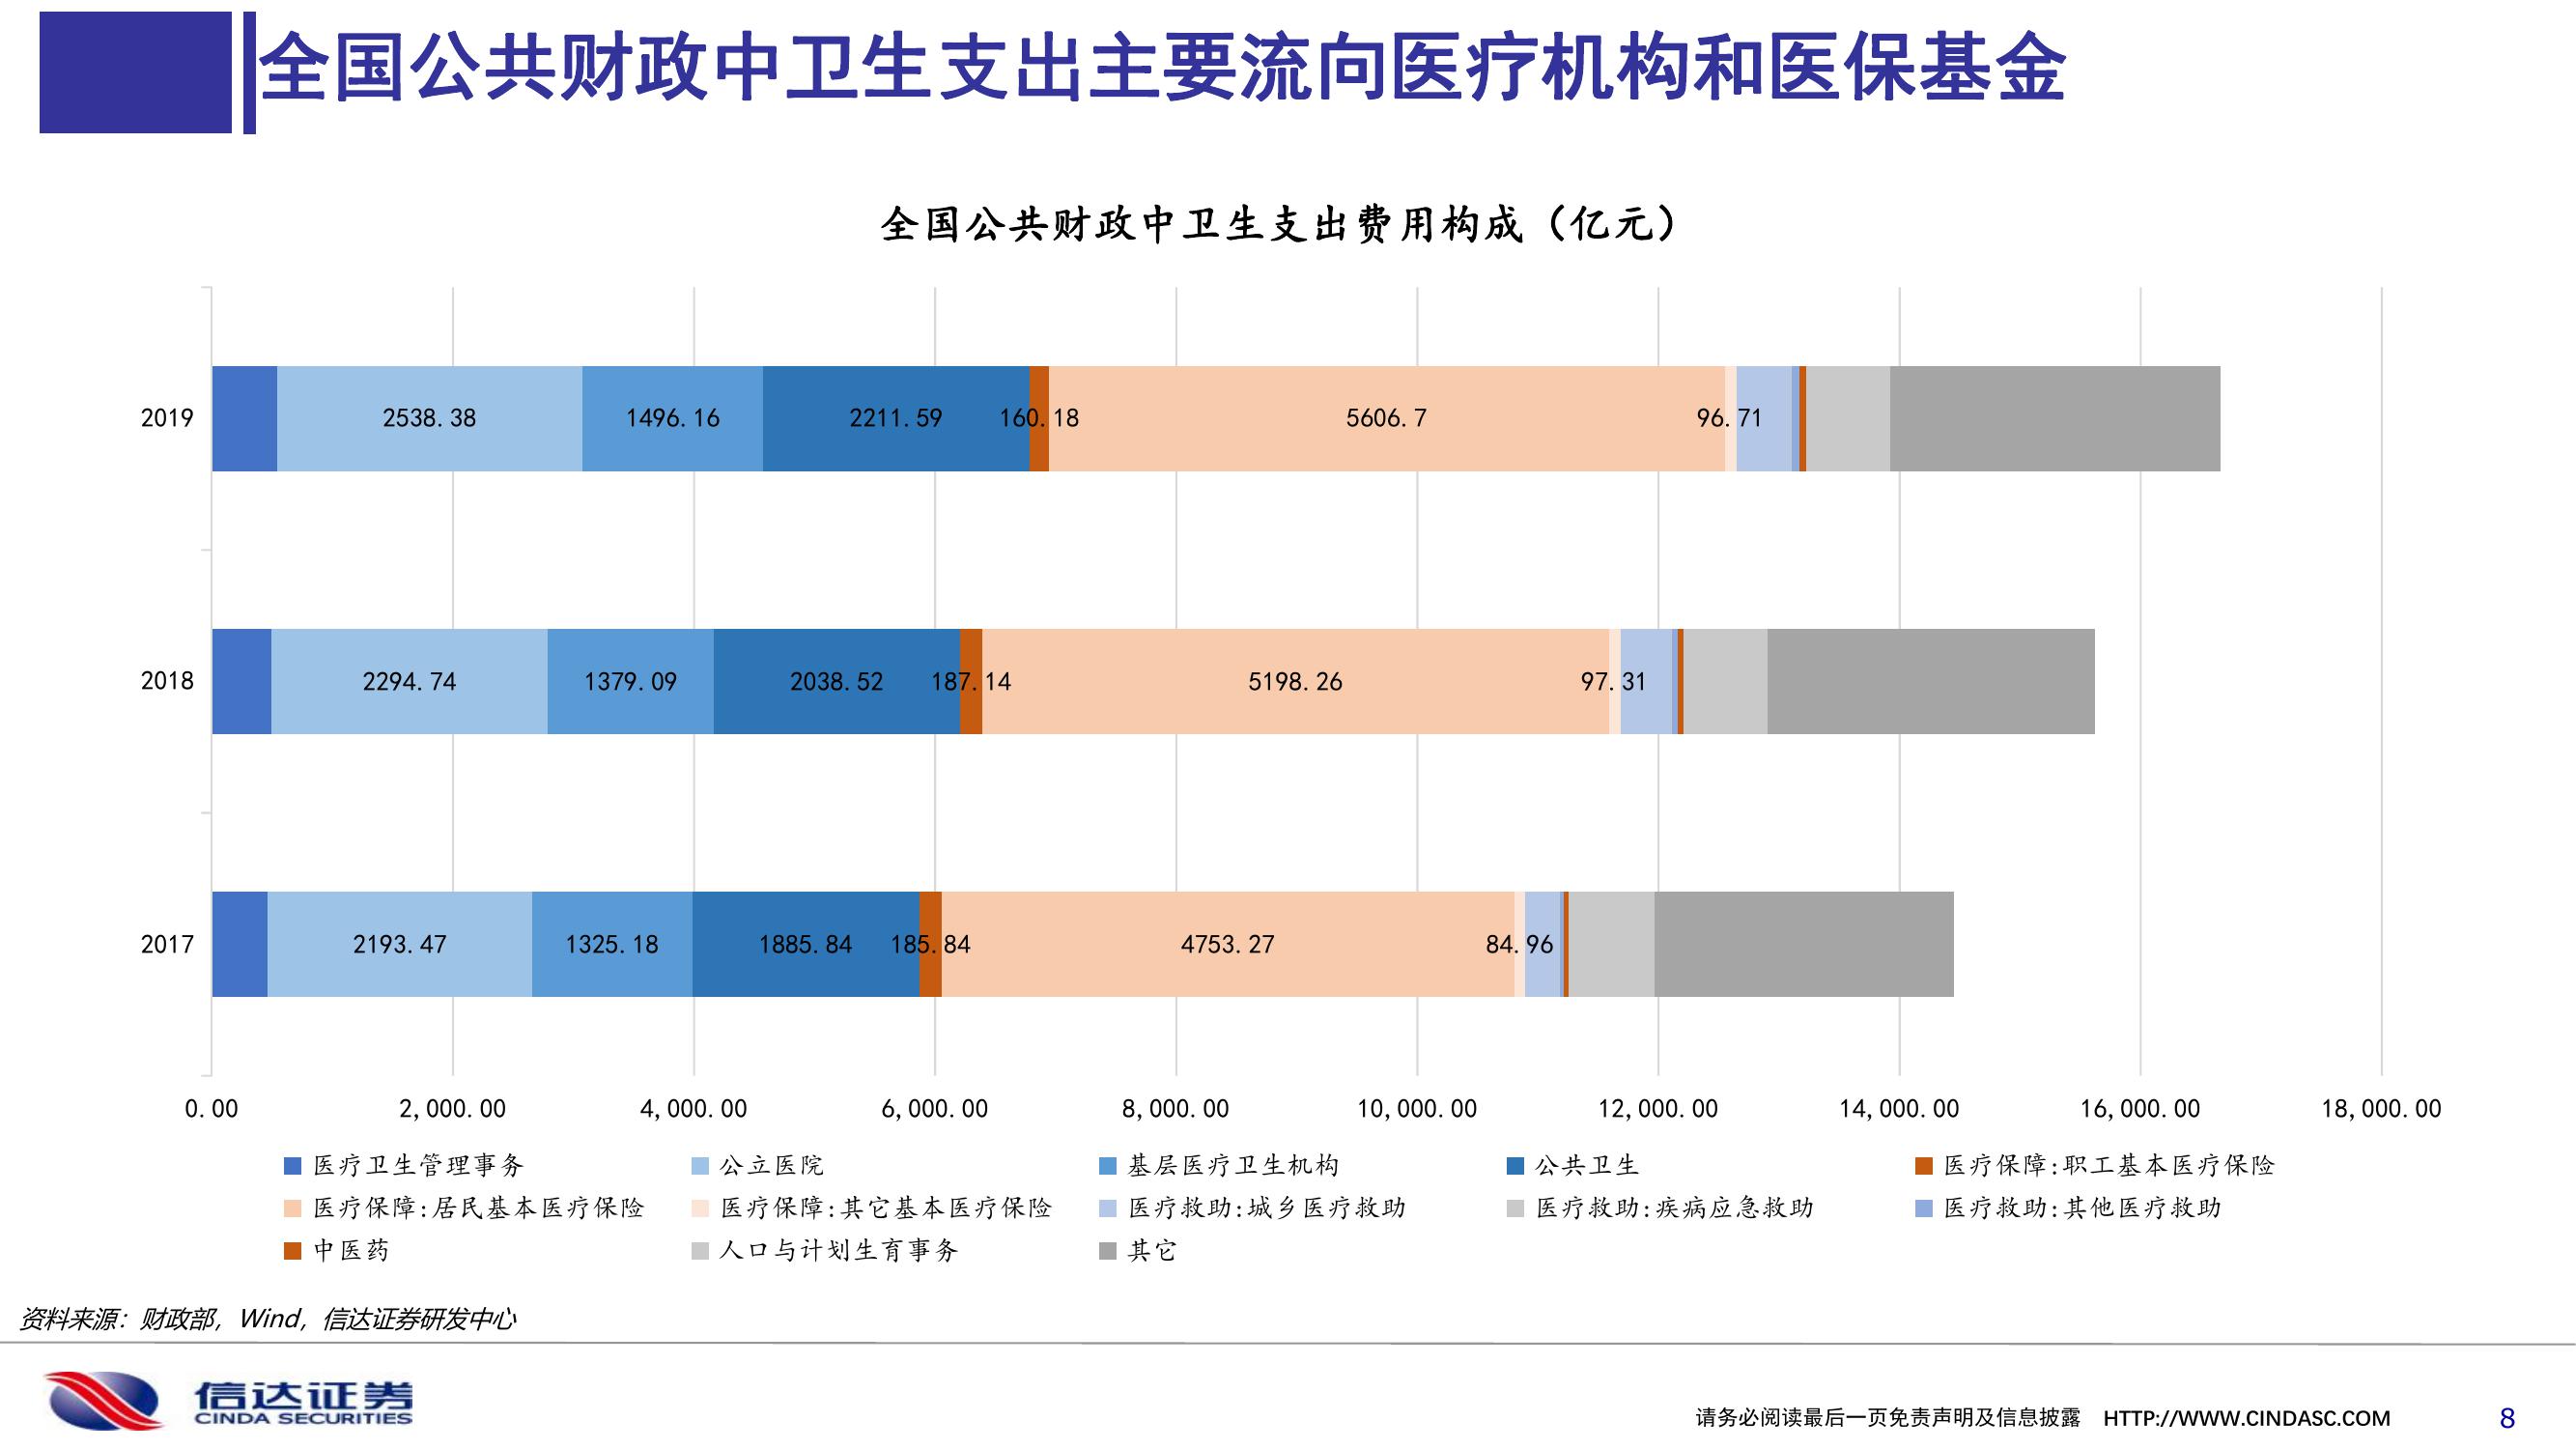 全国公共财政中卫生支出主要流向医疗机构和医保基金
全国公共财政中卫生支出费用构成（亿元）
2019 2538.38 1496.16 2211.59 160.18 5606.7 96.71
2018 2294.74 1379.09 2038.52 187.14 5198.26 97.31
2017 2193.47 1325.18 1885.84 185.84 4753.27 84.96
0.00 2,000.00 4,000.00 6,000.00 8,000.00 10,000.00 12,000.00 14,000.00 16,000.00 18,000.00
医疗卫生管理事务 公立医院 基层医疗卫生机构 公共卫生 医疗保障:职工基本医疗保险
医疗保障:居民基本医疗保险 医疗保障:其它基本医疗保险 医疗救助:城乡医疗救助 医疗救助:疾病应急救助 医疗救助:其他医疗救助
中医药 人口与计划生育事务 其它
资料来源：财政部，Wind，信达证券研发中心
信达证券
CINDA SECURITIES
请务必阅读最后一页免责声明及信息披露 HTTP://WWW.CINDASC.COM 8